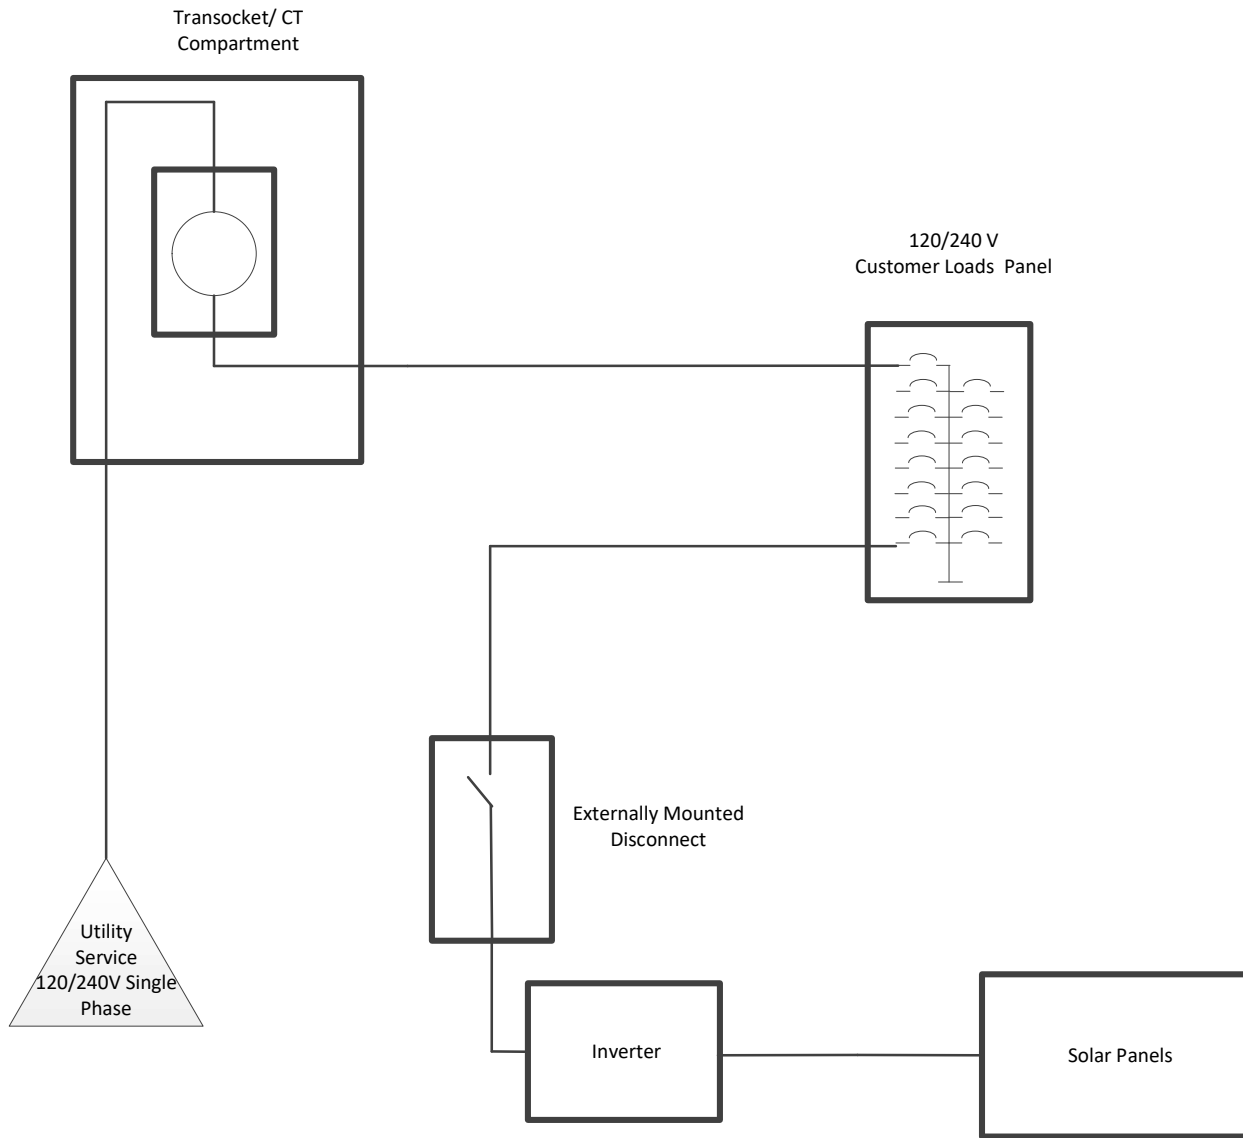 Transocket/ CT
Compartment
120/240 V
Customer Loads  Panel
Externally Mounted
Disconnect
Utility
Service
120/240V Single
Phase
Inverter
Solar Panels